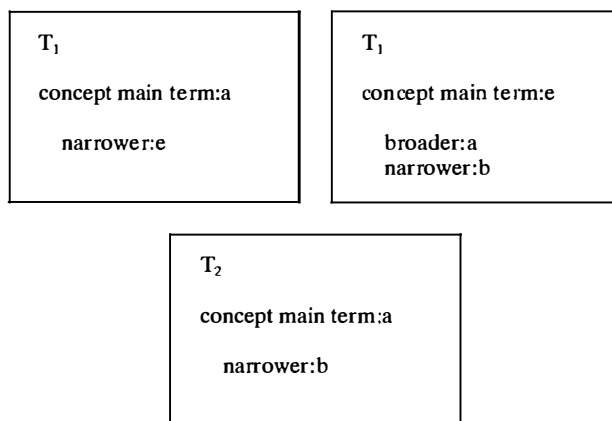 T₁
concept main term:a
narrower:e
T₁
concept main term:e
broader:a
narrower:b
T₂
concept main term:a
narrower:b